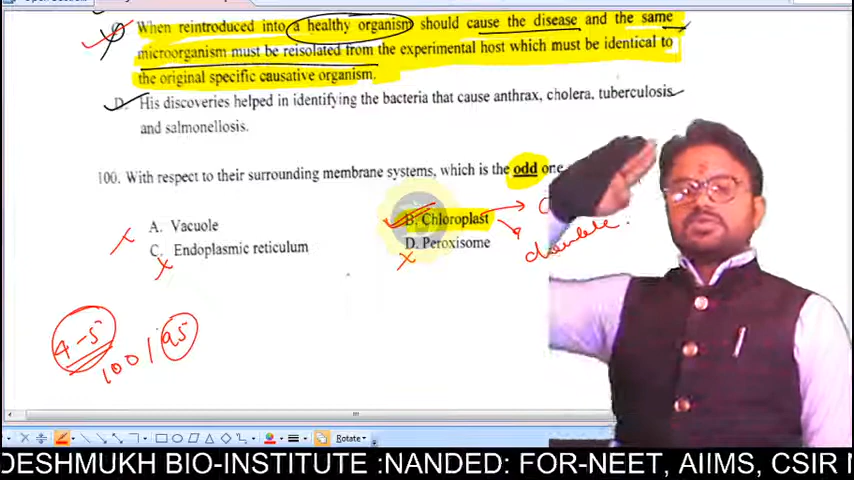 When reintroduced into a healthy organism should cause the disease and the same
microorganism must be reisolated from the experimental host which must be identical to
the original specific causative organism.
D. His discoveries helped in identifying the bacteria that cause anthrax, cholera, tuberculosis
and salmonellosis.
100. With respect to their surrounding membrane systems, which is the odd one
A. Vacuole
B. Chloroplast
C. Endoplasmic reticulum
D. Peroxisome
4-5
100 / 95
Rotate
DESHMUKH BIO-INSTITUTE :NANDED: FOR-NEET, AIIMS, CSIR N